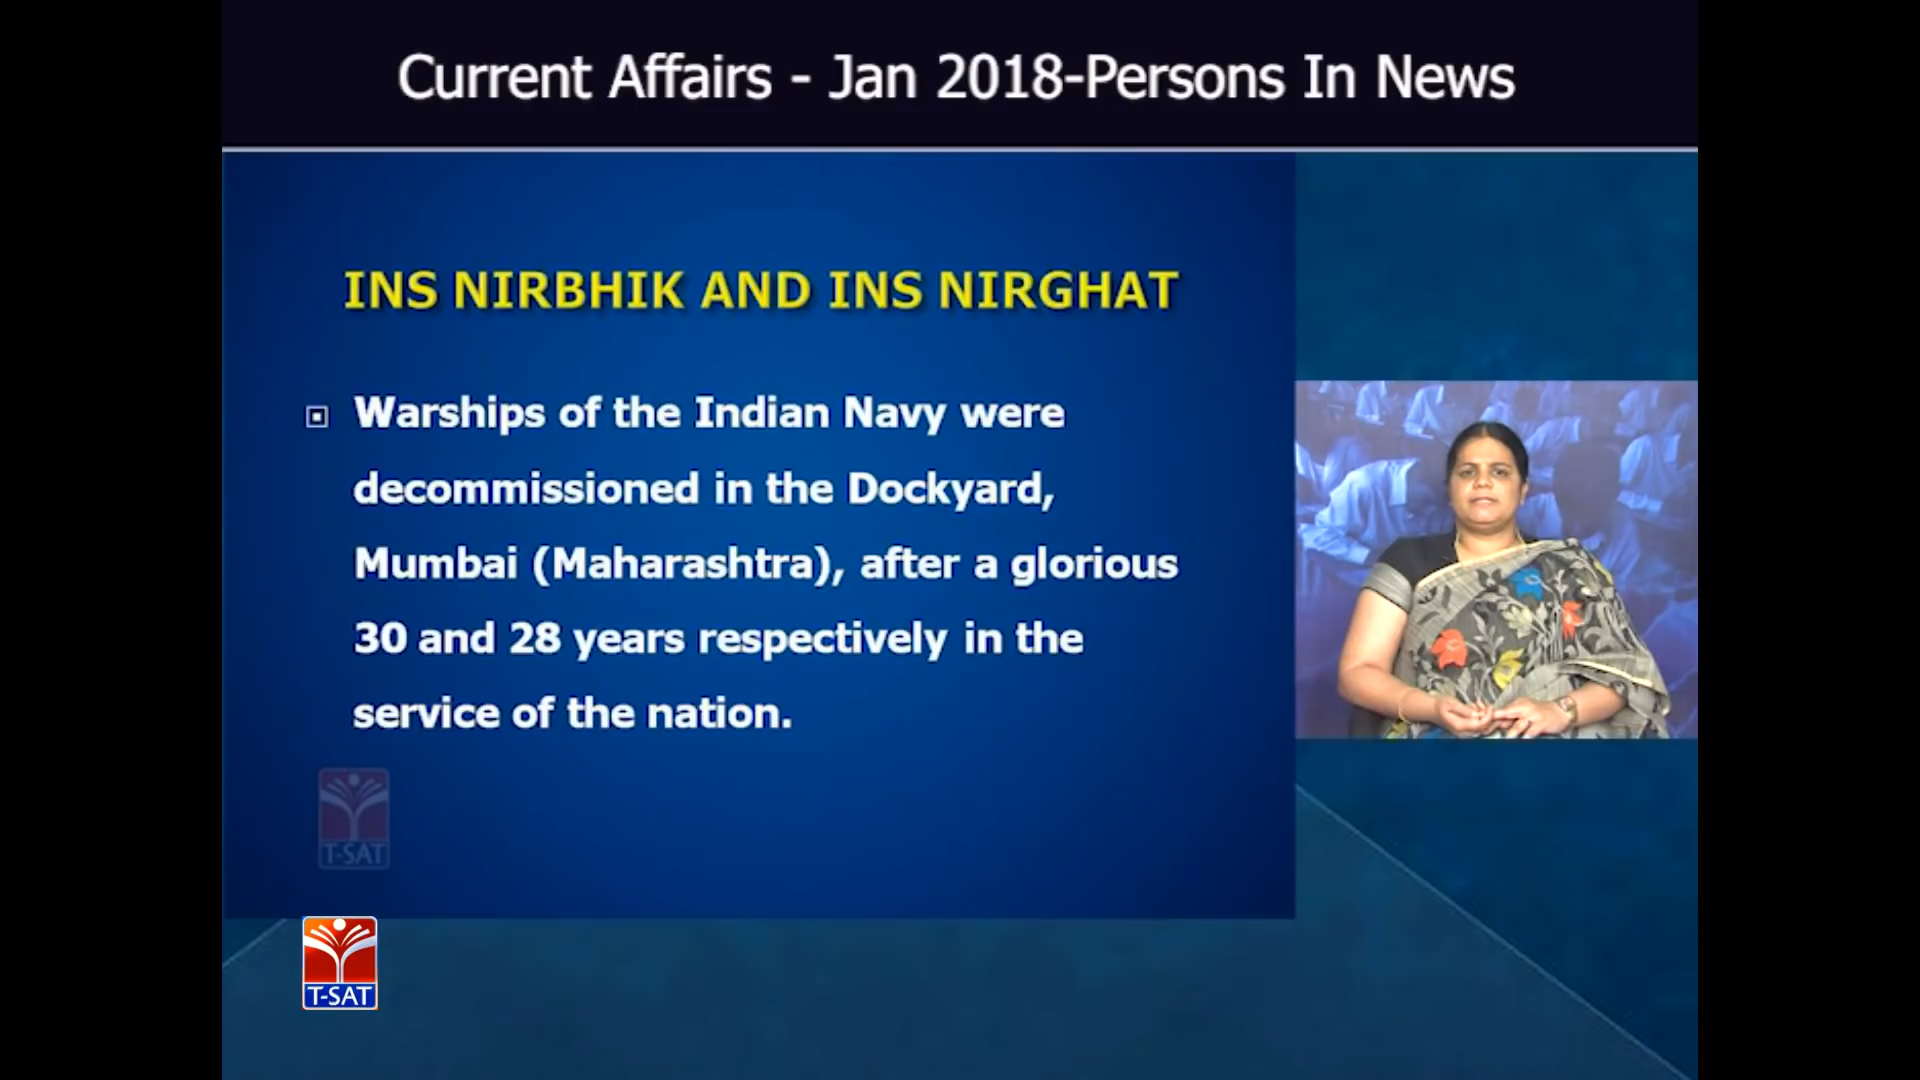 Current Affairs - Jan 2018-Persons In News
INS NIRBHIK AND INS NIRGHAT
Warships of the Indian Navy were
decommissioned in the Dockyard,
Mumbai (Maharashtra), after a glorious
30 and 28 years respectively in the
service of the nation.
T-SAT
T-SAT